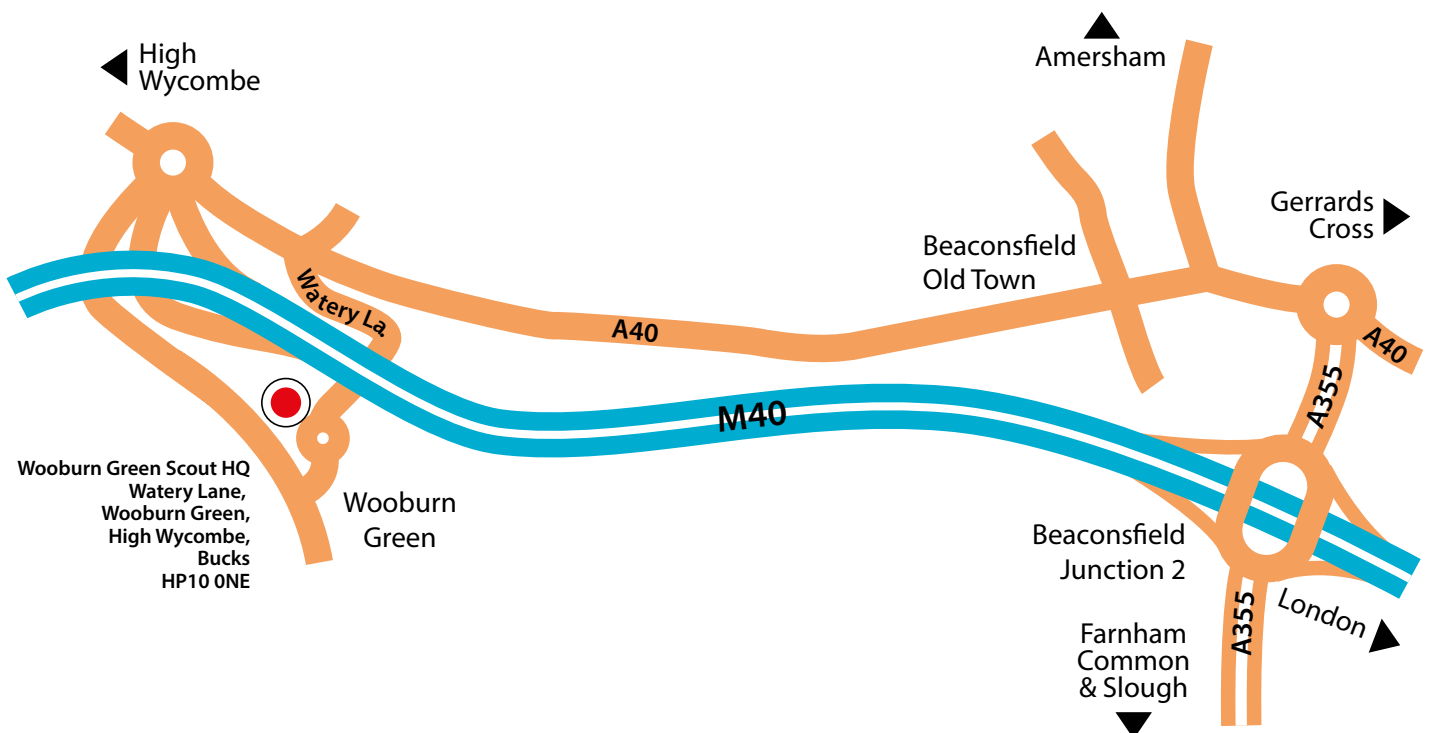 High
Wycombe
Amersham
Gerrards
Cross
Beaconsfield
Old Town
Watery La.
A40
A40
A355
M40
Wooburn Green Scout HQ
Watery Lane,
Wooburn Green,
High Wycombe,
Bucks
HP10 0NE
Wooburn
Green
Beaconsfield
Junction 2
London
A355
Farnham
Common
& Slough